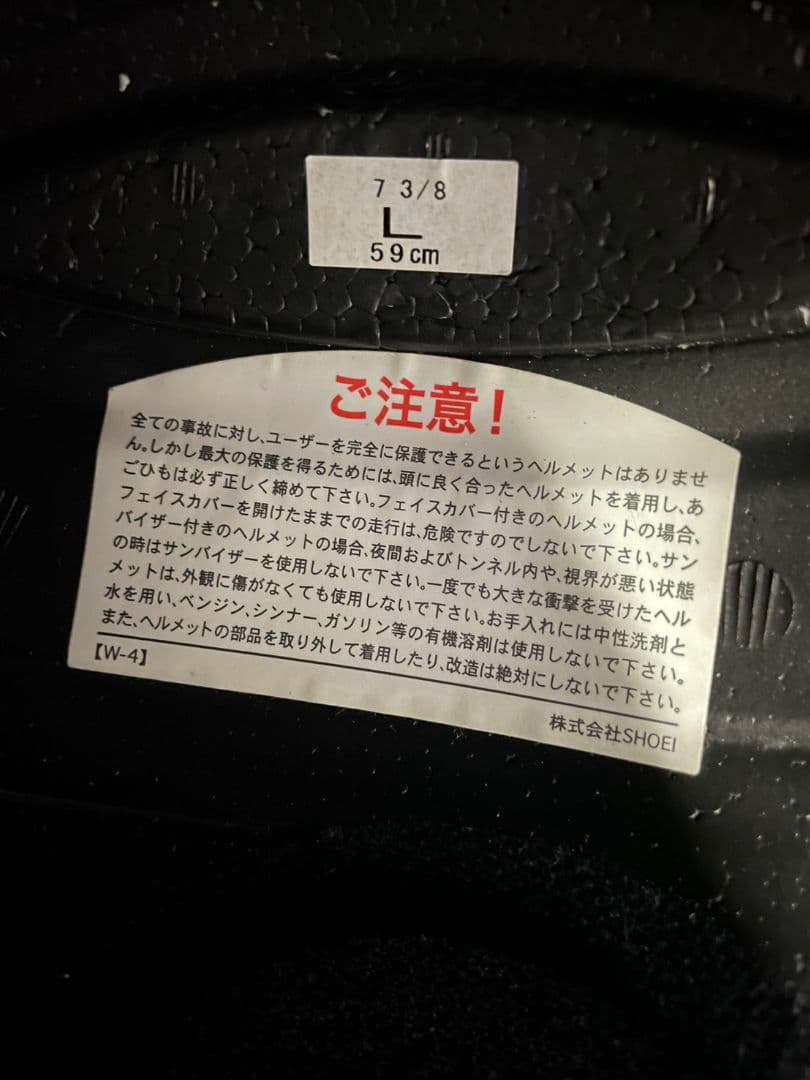 7 3/8
L
59cm
ご注意！
全ての事故に対し、ユーザーを完全に保護できるというヘルメットはありませ
ん。しかし最大の保護を得るためには、頭に良く合ったヘルメットを着用し、あ
ごひもは必ず正しく締めて下さい。フェイスカバー付きのヘルメットの場合、
フェイスカバーを開けたままでの走行は、危険ですのでしないで下さい。サン
バイザー付きのヘルメットの場合、夜間およびトンネル内や、視界が悪い状態
の時はサンバイザーを使用しないで下さい。一度でも大きな衝撃を受けたヘル
メットは、外観に傷がなくても使用しないで下さい。お手入れには中性洗剤と
水を用い、ベンジン、シンナー、ガソリン等の有機溶剤は使用しないで下さい。
また、ヘルメットの部品を取り外して着用したり、改造は絶対にしないで下さい。
【W-4】
株式会社SHOEI